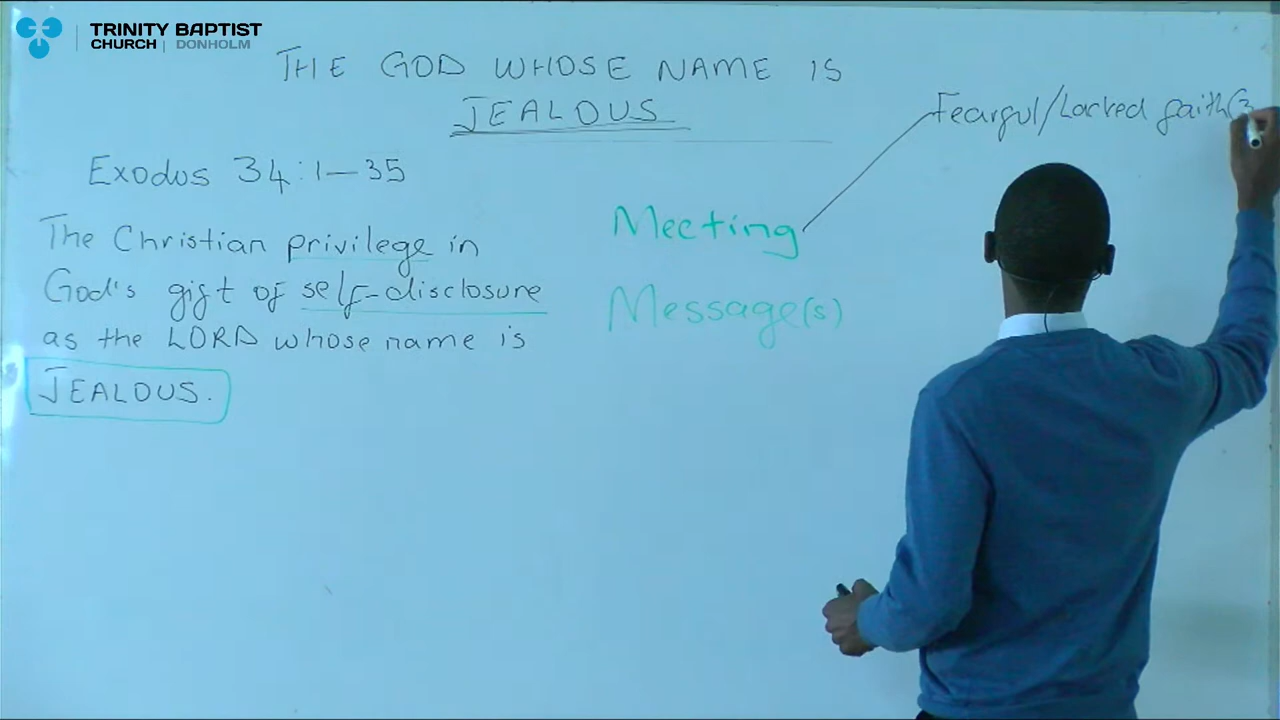 TRINITY BAPTIST
CHURCH | DONHOLM
THE GOD WHOSE NAME IS
JEALOUS
Exodus 34:1-35
The Christian privilege in
God's gift of self-disclosure
as the LORD whose name is
JEALOUS.
Meeting
Message(s)
Fearful/Lacked faith(3